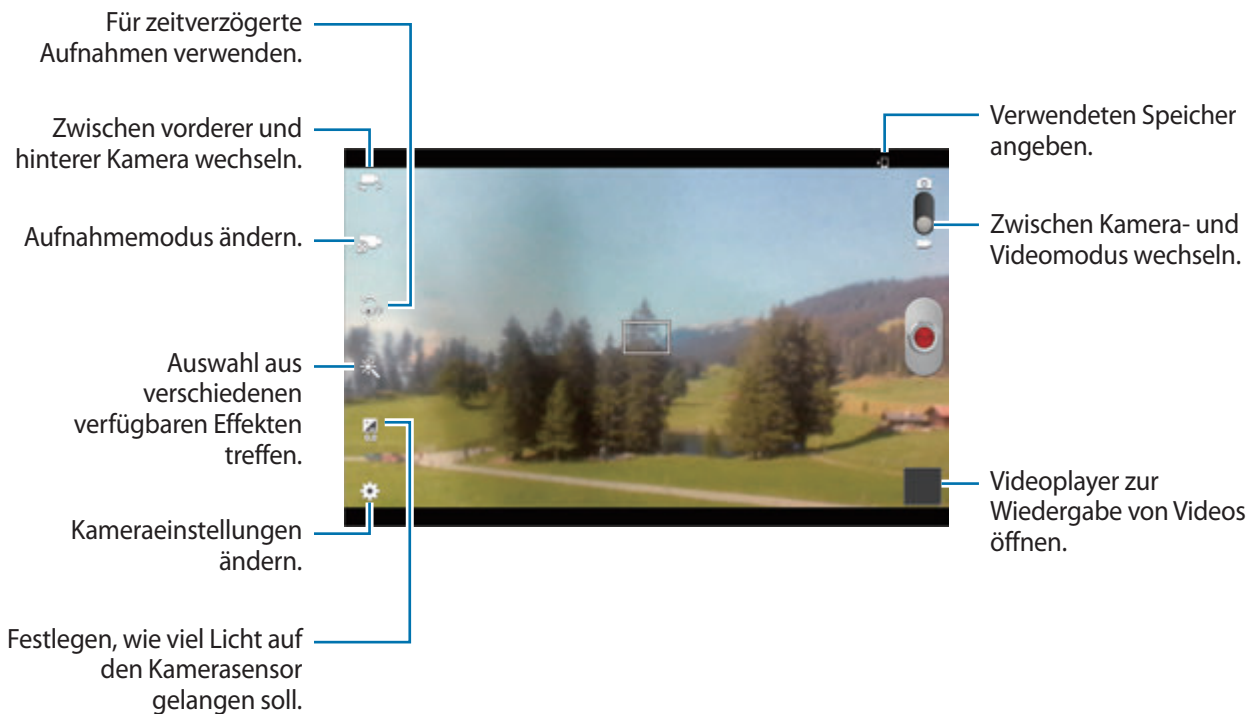 Für zeitverzögerte
Aufnahmen verwenden.
Zwischen vorderer und
hinterer Kamera wechseln.
Aufnahmemodus ändern.
Auswahl aus
verschiedenen
verfügbaren Effekten
treffen.
Kameraeinstellungen
ändern.
Festlegen, wie viel Licht auf
den Kamerasensor
gelangen soll.
Verwendeten Speicher
angeben.
Zwischen Kamera- und
Videomodus wechseln.
Videoplayer zur
Wiedergabe von Videos
öffnen.